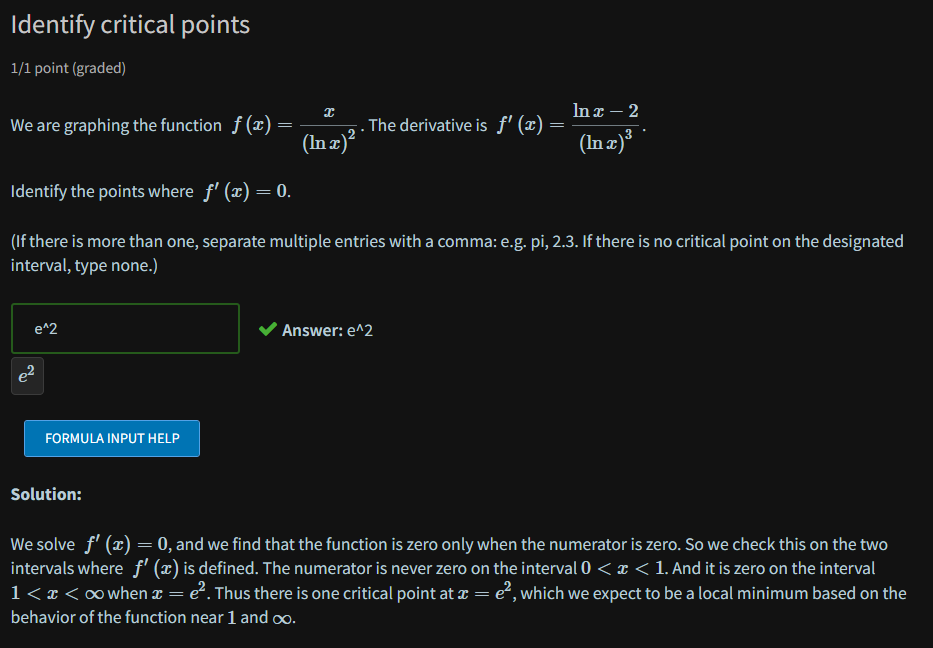 Identify critical points
1/1 point (graded)
We are graphing the function f (x) = x / (ln x)². The derivative is f′ (x) = (ln x − 2) / (ln x)³.
Identify the points where f′ (x) = 0.
(If there is more than one, separate multiple entries with a comma: e.g. pi, 2.3. If there is no critical point on the designated
interval, type none.)
e^2
Answer: e^2
e²
FORMULA INPUT HELP
Solution:
We solve f′ (x) = 0, and we find that the function is zero only when the numerator is zero. So we check this on the two
intervals where f′ (x) is defined. The numerator is never zero on the interval 0 < x < 1. And it is zero on the interval
1 < x < ∞ when x = e². Thus there is one critical point at x = e², which we expect to be a local minimum based on the
behavior of the function near 1 and ∞.